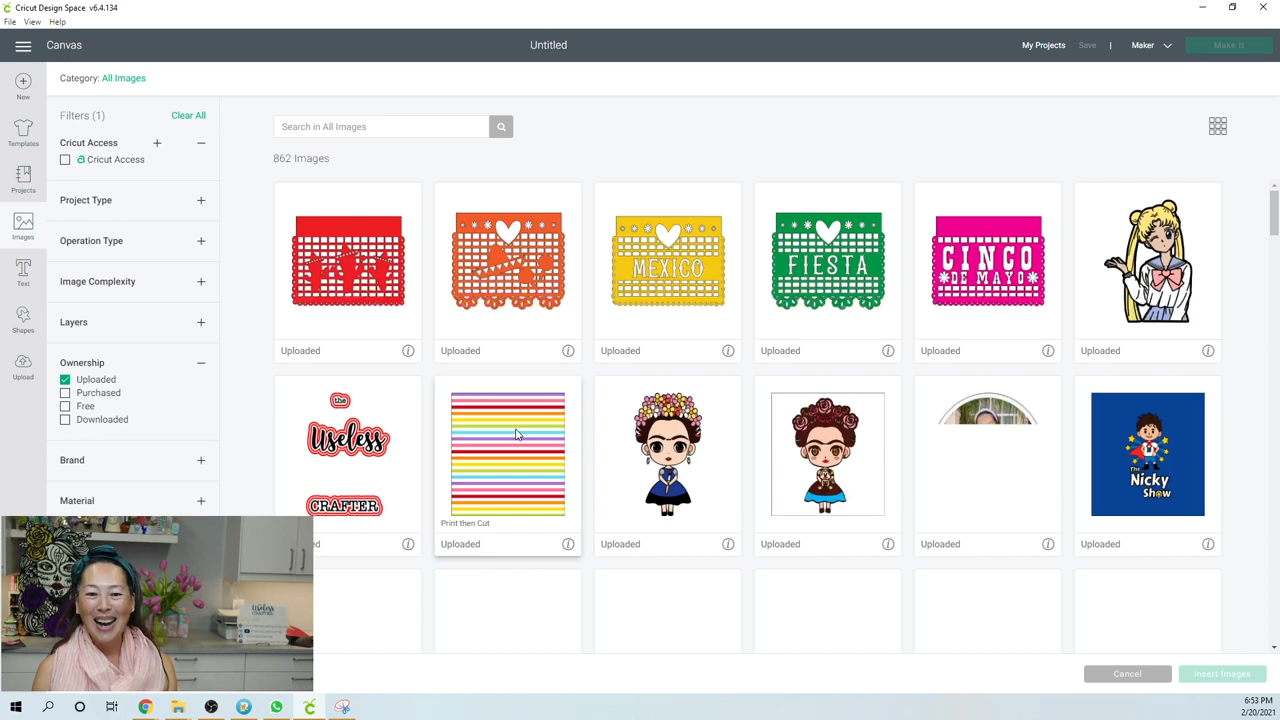 Cricut Design Space v6.4.134
File View Help
Canvas
Untitled
My Projects Save | Maker Make It
New
Templates
Projects
Images
Text
Shapes
Upload
Category: All Images
Filters (1) Clear All
Cricut Access + −
Cricut Access
Project Type +
Operation Type +
Image Complexity +
Layers +
Ownership −
Uploaded
Purchased
Free
Downloaded
Brand +
Material +
Search in All Images
862 Images
MEXICO
FIESTA
CINCO
DE MAYO
Uploaded
Uploaded
Uploaded
Uploaded
Uploaded
Uploaded
the
Useless
CRAFTER
Print then Cut
The
Nicky
Show
Uploaded
Uploaded
Uploaded
Uploaded
Uploaded
Useless
CRAFTER
Cancel Insert Images
6:53 PM
2/20/2021